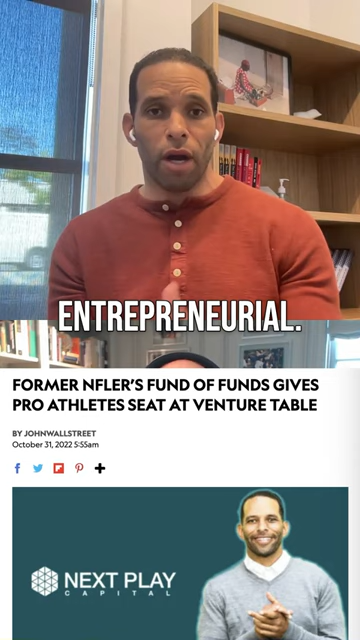 ENTREPRENEURIAL.
FORMER NFLER'S FUND OF FUNDS GIVES
PRO ATHLETES SEAT AT VENTURE TABLE
BY JOHNWALLSTREET
October 31, 2022 5:55am
NEXT PLAY
CAPITAL